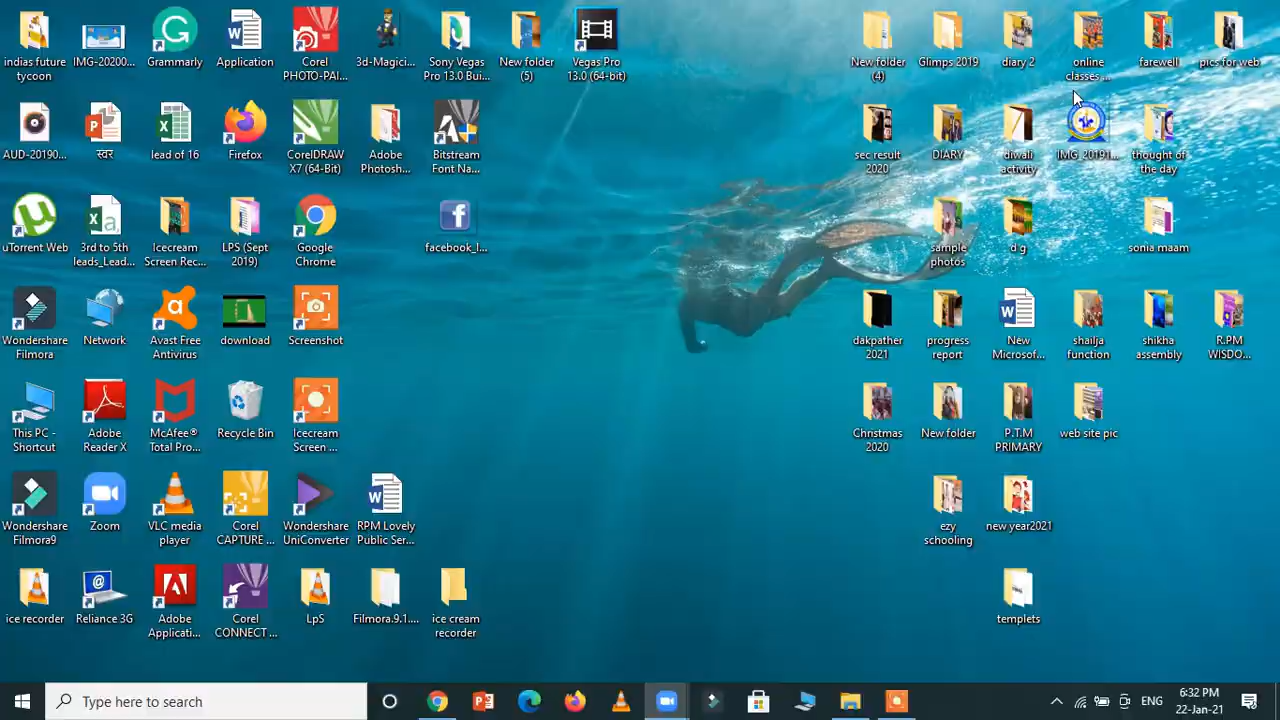 indias future
tycoon
IMG-20200...
Grammarly
Application
Corel
PHOTO-PAI...
3d-Magici...
Sony Vegas
Pro 13.0 Bui...
New folder
(5)
Vegas Pro
13.0 (64-bit)
New folder
(4)
Glimps 2019
diary 2
online
classes ...
farewell
pics for web
AUD-20190...
स्वर
lead of 16
Firefox
CorelDRAW
X7 (64-Bit)
Adobe
Photosh...
Bitstream
Font Na...
sec result
2020
DIARY
diwali
activity
IMG_20191...
thought of
the day
uTorrent Web
3rd to 5th
leads_Lead...
Icecream
Screen Rec...
LPS (Sept
2019)
Google
Chrome
facebook_l...
sample
photos
d g
sonia maam
Wondershare
Filmora
Network
Avast Free
Antivirus
download
Screenshot
dakpather
2021
progress
report
New
Microsof...
shailja
function
shikha
assembly
R.PM
WISDO...
This PC -
Shortcut
Adobe
Reader X
McAfee®
Total Pro...
Recycle Bin
Icecream
Screen ...
Christmas
2020
New folder
P.T.M
PRIMARY
web site pic
Wondershare
Filmora9
Zoom
VLC media
player
Corel
CAPTURE ...
Wondershare
UniConverter
RPM Lovely
Public Ser...
ezy
schooling
new year2021
ice recorder
Reliance 3G
Adobe
Applicati...
Corel
CONNECT ...
LpS
Filmora.9.1....
ice cream
recorder
templets
Type here to search
ENG
6:32 PM
22-Jan-21